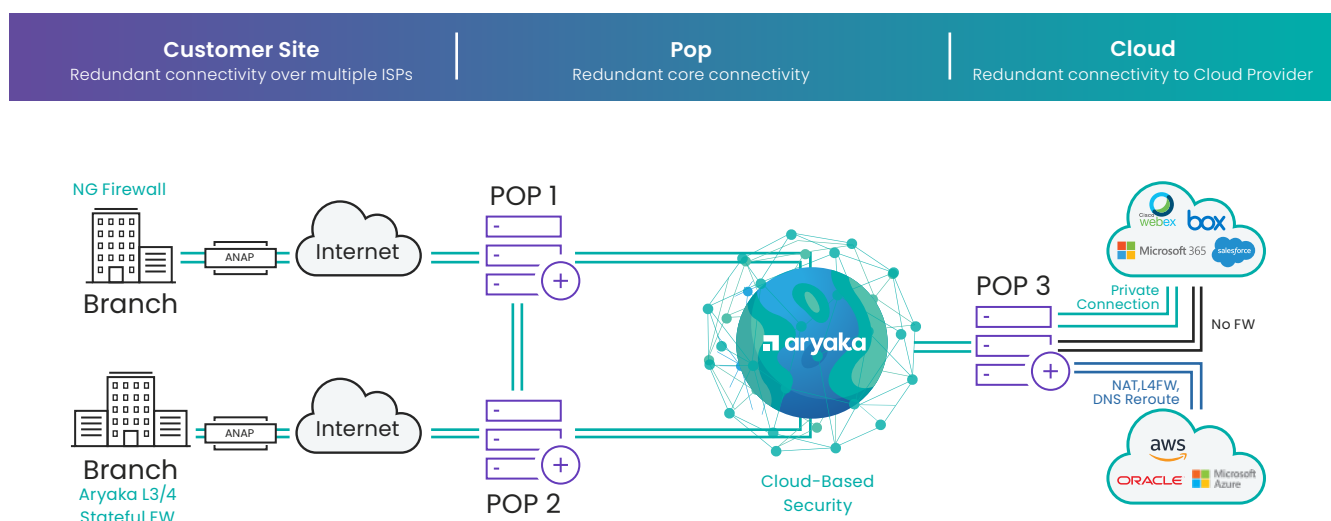 Customer Site
Redundant connectivity over multiple ISPs
Pop
Redundant core connectivity
Cloud
Redundant connectivity to Cloud Provider
NG Firewall
Branch
ANAP
Internet
POP 1
aryaka
POP 3
Cisco
webex
box
Microsoft 365
salesforce
Private
Connection
No FW
NAT,L4FW,
DNS Reroute
Branch
Aryaka L3/4
Stateful FW
ANAP
Internet
POP 2
Cloud-Based
Security
aws
ORACLE
Microsoft
Azure